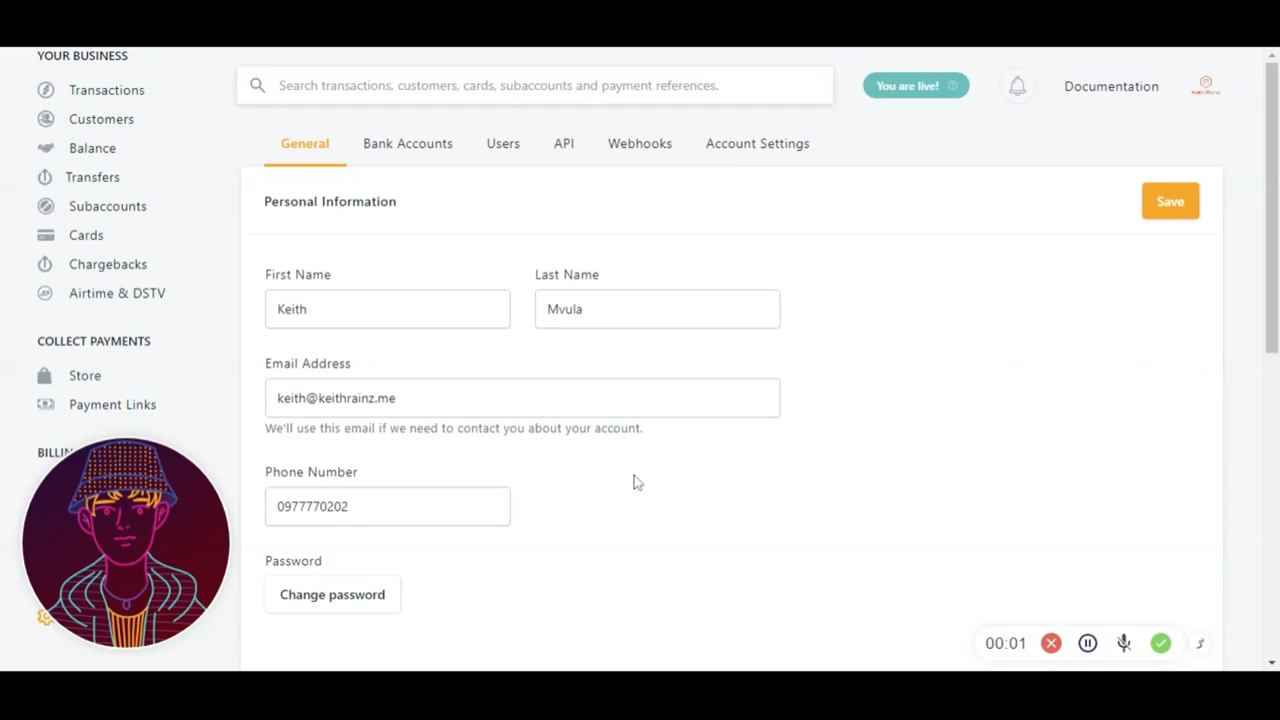 YOUR BUSINESS
Transactions
Customers
Balance
Transfers
Subaccounts
Cards
Chargebacks
Airtime & DSTV
COLLECT PAYMENTS
Store
Payment Links
Search transactions, customers, cards, subaccounts and payment references.
You are live!
Documentation
General
Bank Accounts
Users
API
Webhooks
Account Settings
Personal Information
Save
First Name
Last Name
Keith
Mvula
Email Address
keith@keithrainz.me
We'll use this email if we need to contact you about your account.
Phone Number
0977770202
Password
Change password
00:01